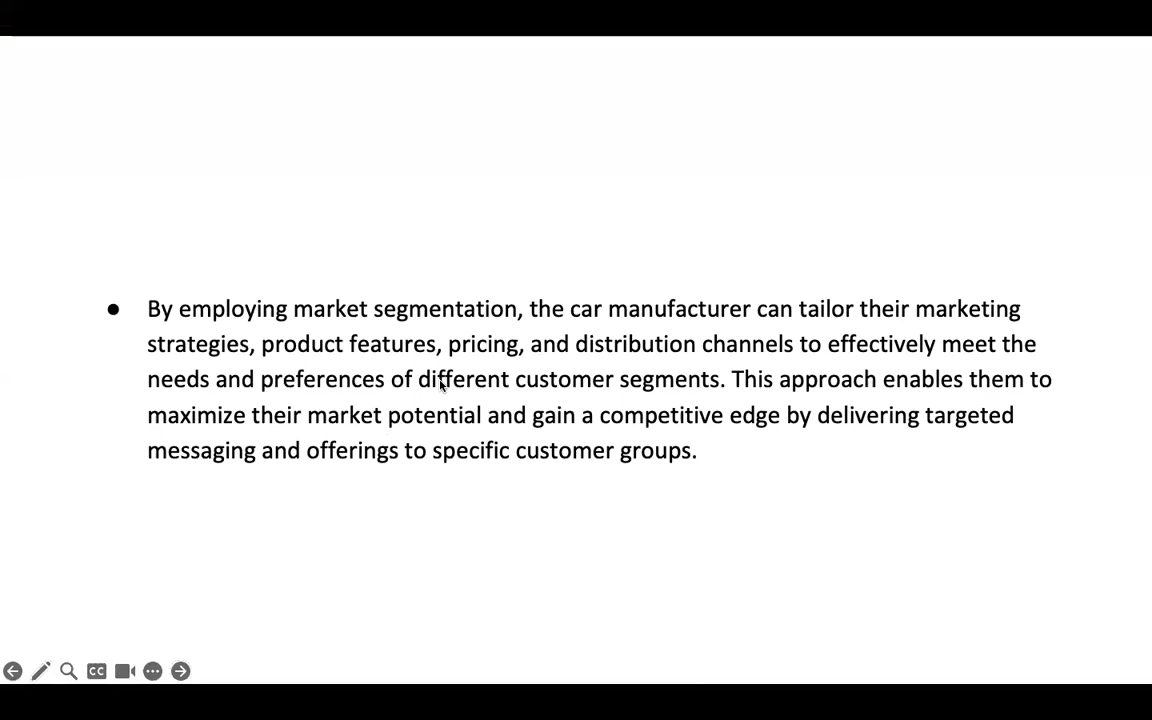 ● By employing market segmentation, the car manufacturer can tailor their marketing
strategies, product features, pricing, and distribution channels to effectively meet the
needs and preferences of different customer segments. This approach enables them to
maximize their market potential and gain a competitive edge by delivering targeted
messaging and offerings to specific customer groups.
CC